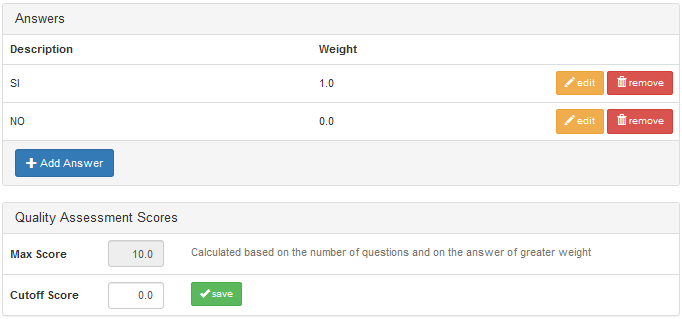 Answers
Description Weight
SI 1.0 edit remove
NO 0.0 edit remove
Add Answer
Quality Assessment Scores
Max Score 10.0 Calculated based on the number of questions and on the answer of greater weight
Cutoff Score 0.0 save